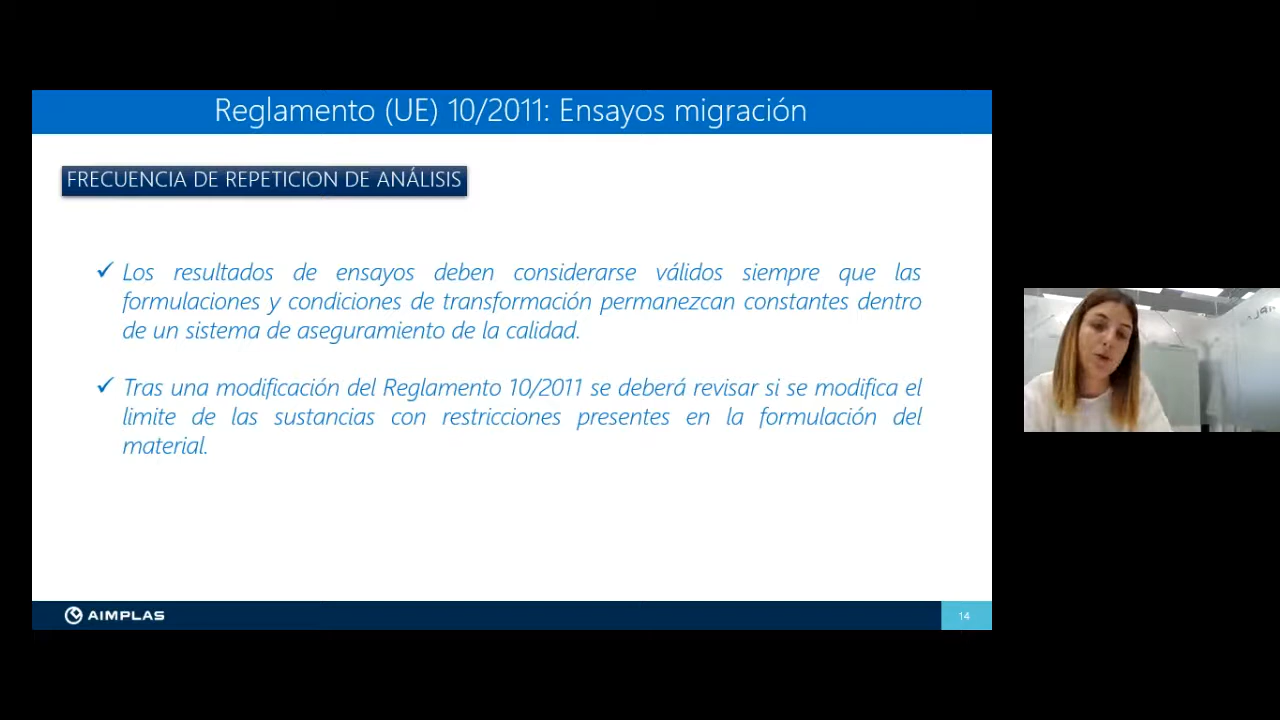 Reglamento (UE) 10/2011: Ensayos migración
FRECUENCIA DE REPETICION DE ANÁLISIS
✓ Los resultados de ensayos deben considerarse válidos siempre que las
formulaciones y condiciones de transformación permanezcan constantes dentro
de un sistema de aseguramiento de la calidad.
✓ Tras una modificación del Reglamento 10/2011 se deberá revisar si se modifica el
limite de las sustancias con restricciones presentes en la formulación del
material.
AIMPLAS
14